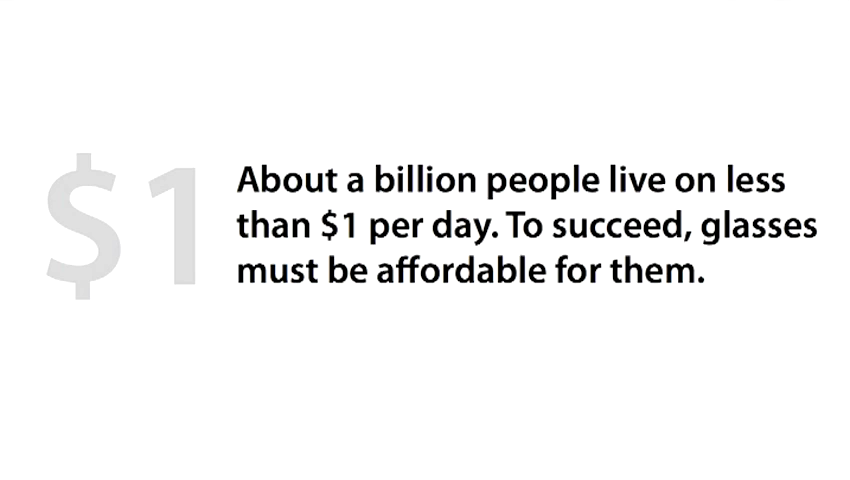 $1
About a billion people live on less
than $1 per day. To succeed, glasses
must be affordable for them.